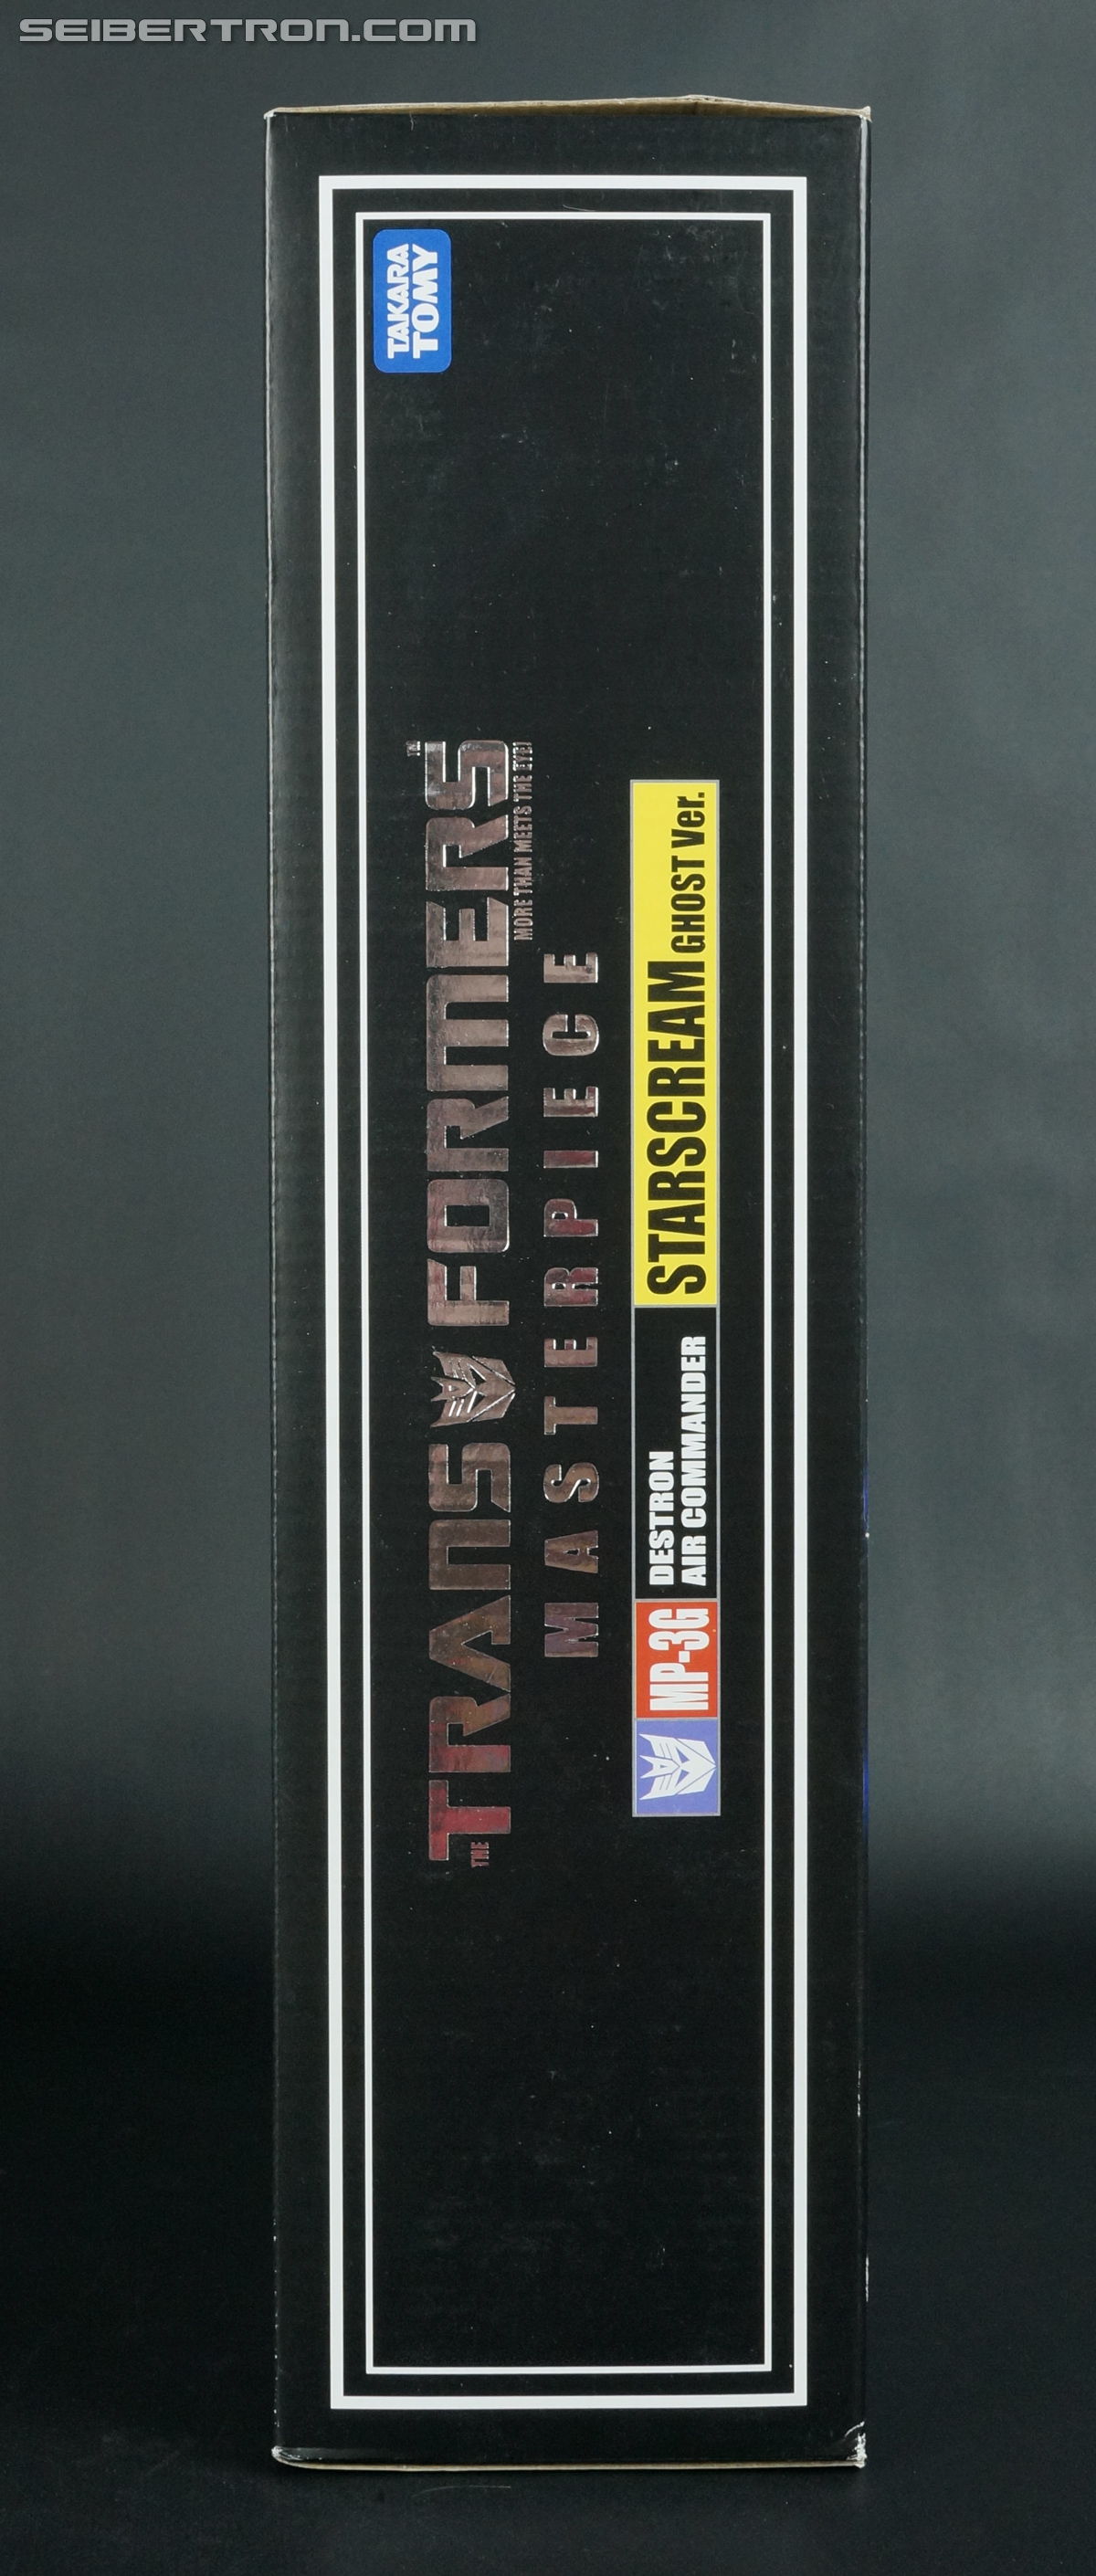 SEIBERTRON.COM
TAKARA
TOMY
THE TRANSFORMERS™
MORE THAN MEETS THE EYE!
MASTERPIECE
MP-3G
DESTRON
AIR COMMANDER
STARSCREAM GHOST Ver.